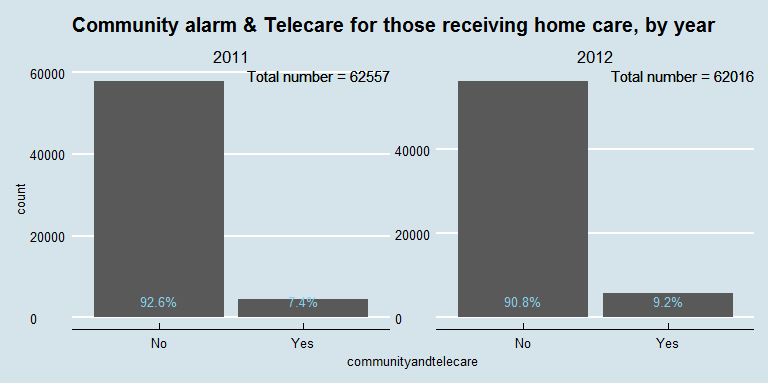 Community alarm & Telecare for those receiving home care, by year
2011
2012
Total number = 62557
Total number = 62016
60000
40000
20000
0
40000
20000
0
count
92.6%
7.4%
90.8%
9.2%
No
Yes
No
Yes
communityandtelecare